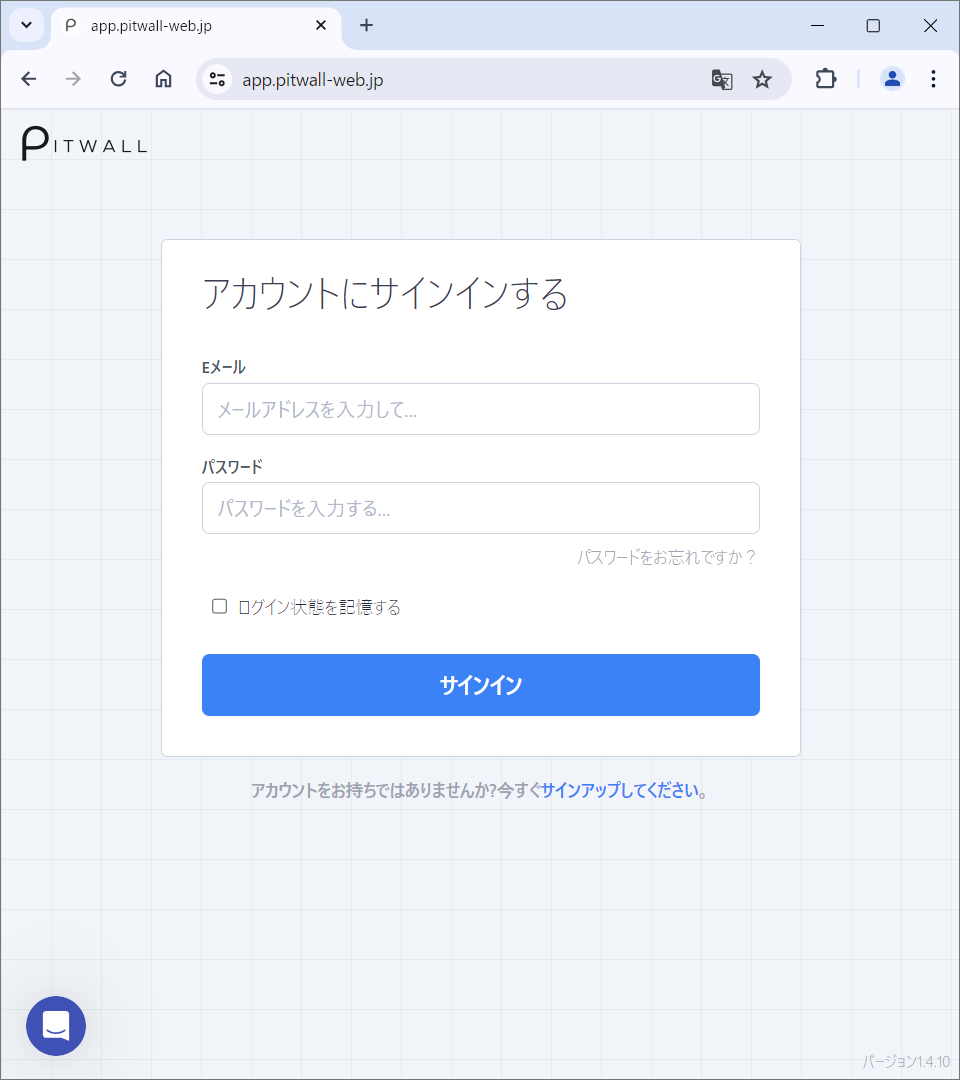 app.pitwall-web.jp
app.pitwall-web.jp
PITWALL
アカウントにサインインする
Eメール
メールアドレスを入力して...
パスワード
パスワードを入力する...
パスワードをお忘れですか？
ログイン状態を記憶する
サインイン
アカウントをお持ちではありませんか?今すぐサインアップしてください。
バージョン1.4.10